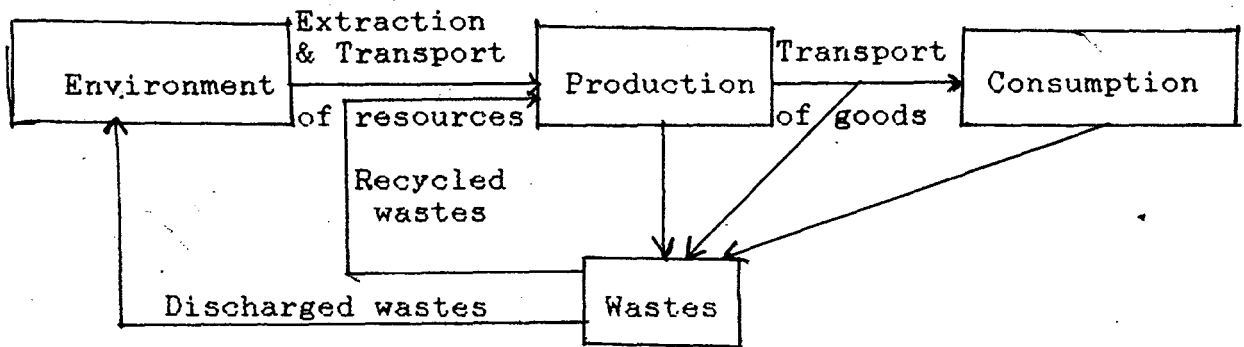 Extraction
& Transport
of resources
Environment
Production
Transport
of goods
Consumption
Recycled
wastes
Discharged wastes
Wastes